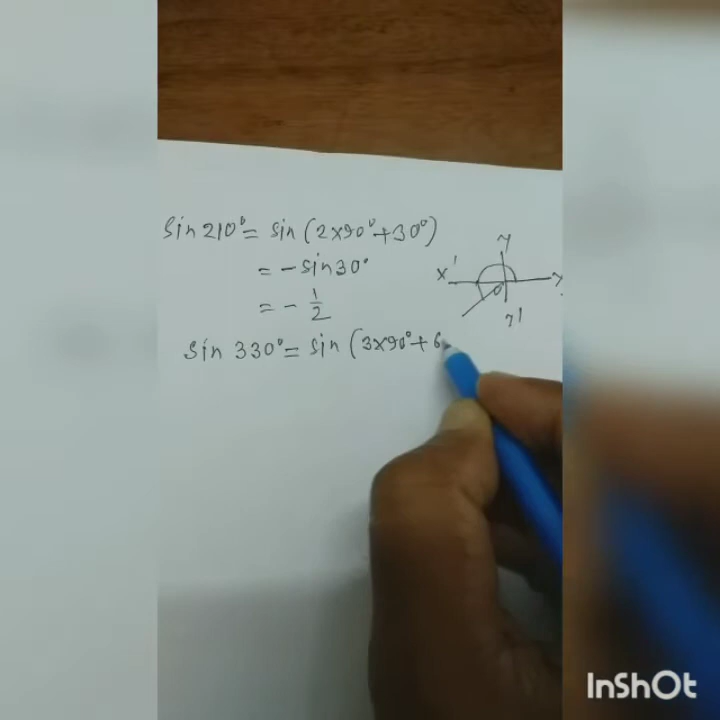 sin 210° = sin (2×90°+30°)
= - sin 30°
= - 1/2
sin 330° = sin (3×90°+ 6
y
x'
x
o
y'
InShOt